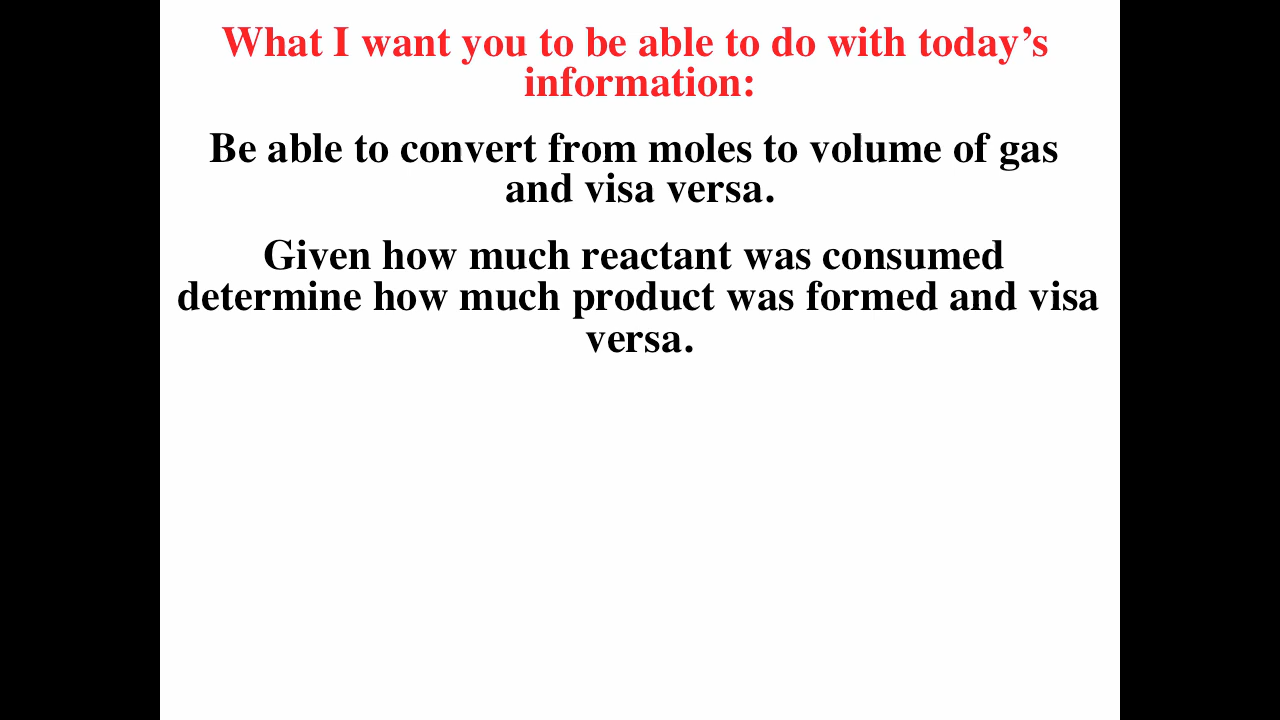 What I want you to be able to do with today’s
information:
Be able to convert from moles to volume of gas
and visa versa.
Given how much reactant was consumed
determine how much product was formed and visa
versa.